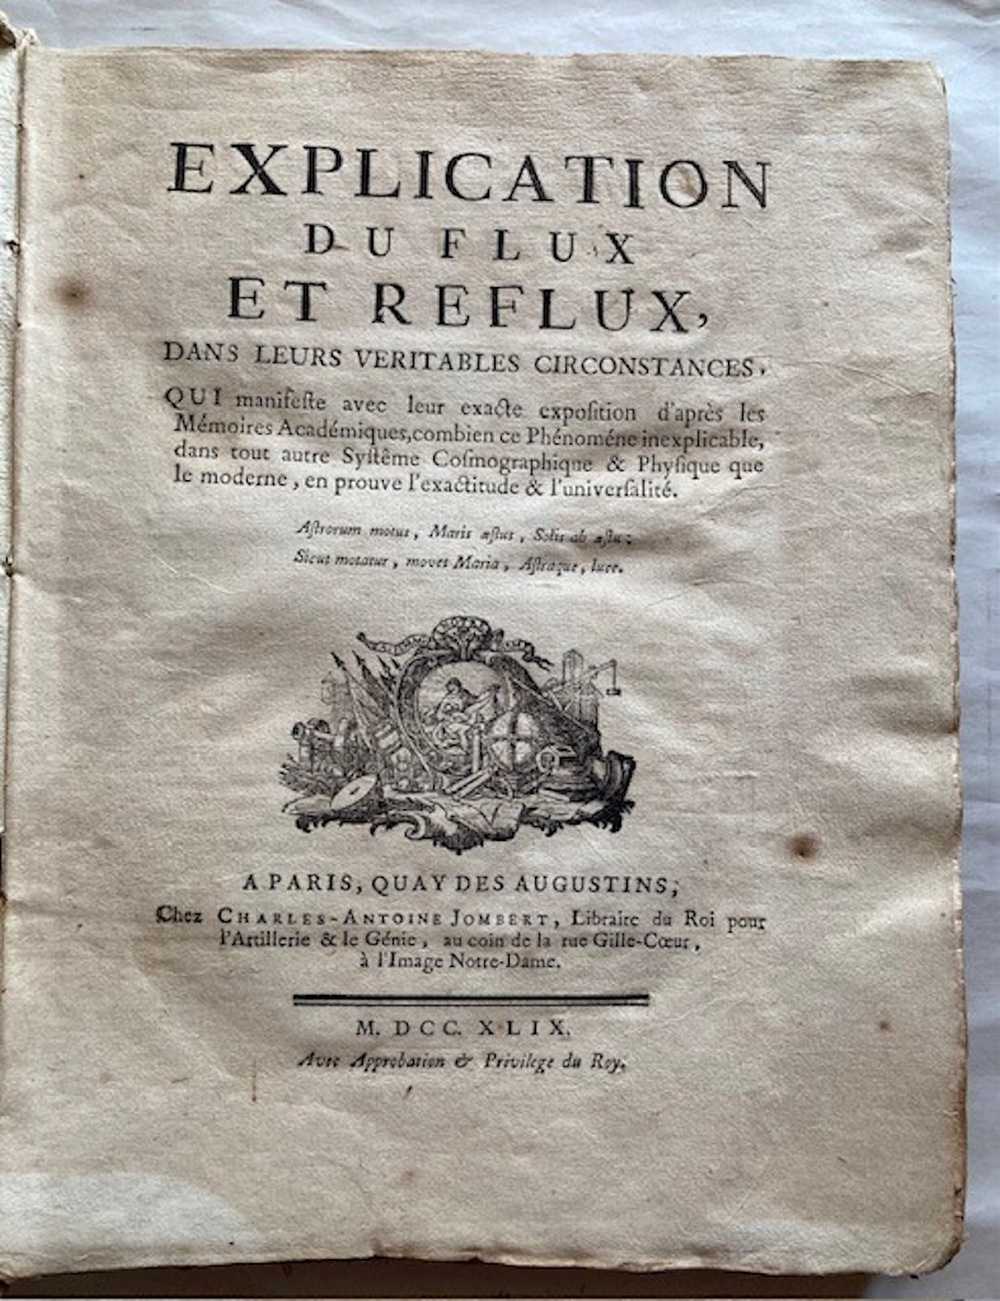 EXPLICATION
DU FLUX
ET REFLUX,
DANS LEURS VERITABLES CIRCONSTANCES,
QUI manifeſte avec leur exacte expoſition d'après les
Mémoires Académiques, combien ce Phénoméne inexplicable,
dans tout autre Syſtême Coſmographique & Phyſique que
le moderne, en prouve l'exactitude & l'univerſalité.
Aſtrorum motus, Maris æſtus, Solis ab æſtu;
Sicut motatur, movet Maria, Aſtraque, luce.
A PARIS, QUAY DES AUGUSTINS,
Chez CHARLES-ANTOINE JOMBERT, Libraire du Roi pour
l'Artillerie & le Génie, au coin de la rue Gille-Cœur,
à l'Image Notre-Dame.
M. DCC. XLIX.
Avec Approbation & Privilege du Roy.